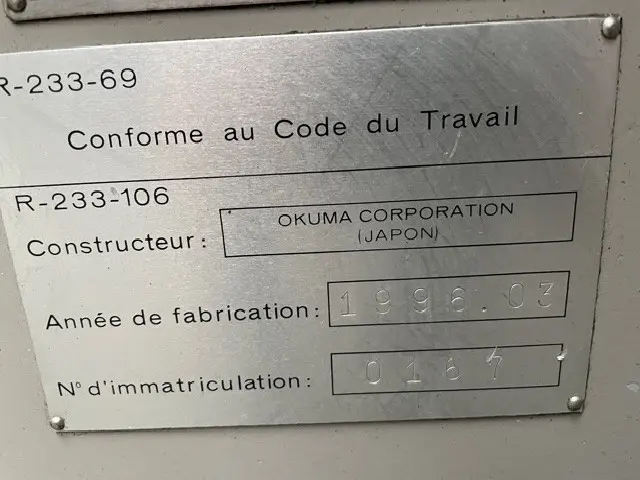 R-233-69
Conforme au Code du Travail
R-233-106
Constructeur: OKUMA CORPORATION
(JAPON)
Année de fabrication: 1996.03
Nº d'immatriculation: 0167